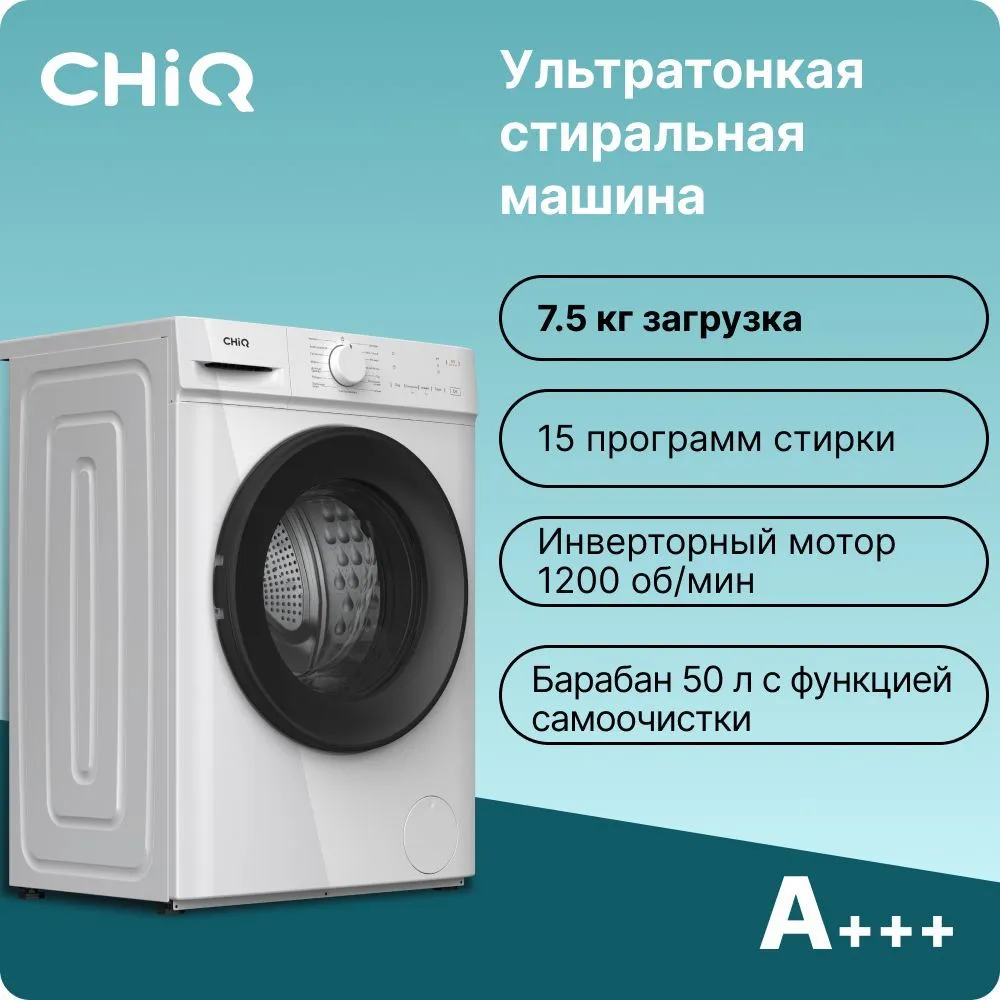 CHiQ
Ультратонкая
стиральная
машина
7.5 кг загрузка
15 программ стирки
Инверторный мотор
1200 об/мин
Барабан 50 л с функцией
самоочистки
CHiQ
A+++